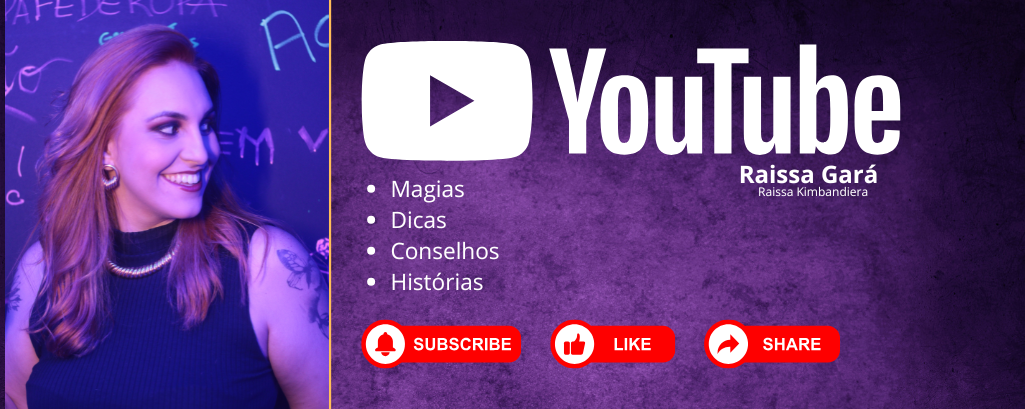 YouTube
Raissa Gará
Raissa Kimbandiera
Magias
Dicas
Conselhos
Histórias
SUBSCRIBE
LIKE
SHARE